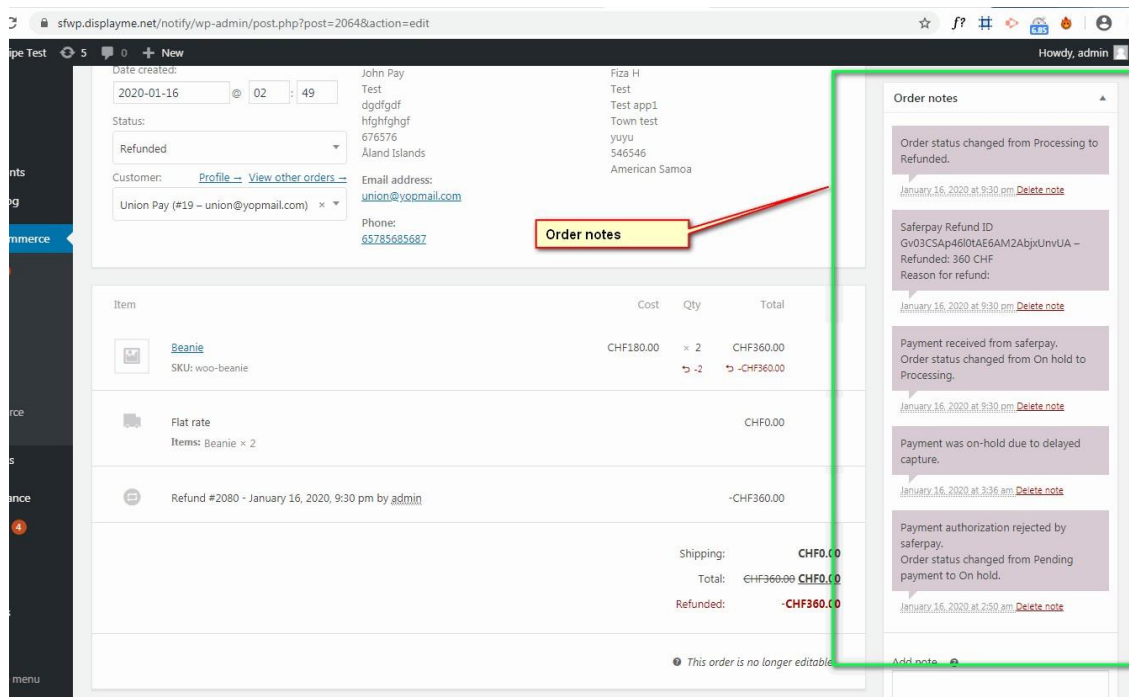 sfwp.displayme.net/notify/wp-admin/post.php?post=2064&action=edit
f?
6.85
ipe Test 5 0 + New
Howdy, admin
nts
og
mmerce
rce
s
ance
4
s
menu
Date created:
2020-01-16 @ 02 : 49
Status:
Refunded
Customer: Profile → View other orders →
Union Pay (#19 – union@yopmail.com) ×
John Pay
Test
dgdfgdf
hfghfghgf
676576
Åland Islands
Email address:
union@yopmail.com
Phone:
65785685687
Fiza H
Test
Test app1
Town test
yuyu
546546
American Samoa
Order notes
Item Cost Qty Total
Beanie CHF180.00 × 2 CHF360.00
SKU: woo-beanie -2 -CHF360.00
Flat rate CHF0.00
Items: Beanie × 2
Refund #2080 - January 16, 2020, 9:30 pm by admin -CHF360.00
Shipping: CHF0.00
Total: CHF360.00 CHF0.00
Refunded: -CHF360.00
This order is no longer editable.
Order notes
Order status changed from Processing to
Refunded.
January 16, 2020 at 9:30 pm Delete note
Saferpay Refund ID
Gv03CSAp46l0tAE6AM2AbjxUnvUA –
Refunded: 360 CHF
Reason for refund:
January 16, 2020 at 9:30 pm Delete note
Payment received from saferpay.
Order status changed from On hold to
Processing.
January 16, 2020 at 9:30 pm Delete note
Payment was on-hold due to delayed
capture.
January 16, 2020 at 3:36 am Delete note
Payment authorization rejected by
saferpay.
Order status changed from Pending
payment to On hold.
January 16, 2020 at 2:50 am Delete note
Add note